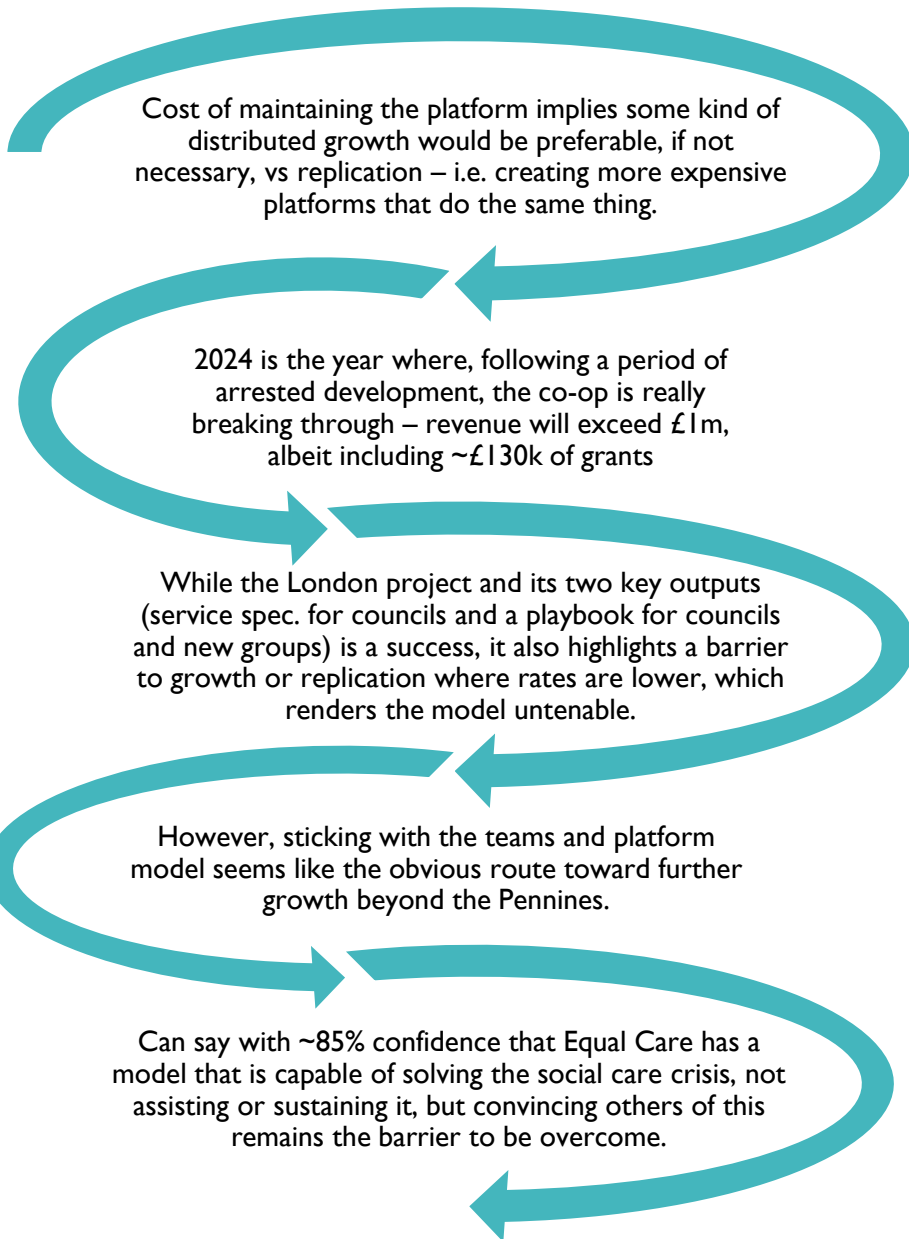 Cost of maintaining the platform implies some kind of
distributed growth would be preferable, if not
necessary, vs replication – i.e. creating more expensive
platforms that do the same thing.
2024 is the year where, following a period of
arrested development, the co-op is really
breaking through – revenue will exceed £1m,
albeit including ~£130k of grants
While the London project and its two key outputs
(service spec. for councils and a playbook for councils
and new groups) is a success, it also highlights a barrier
to growth or replication where rates are lower, which
renders the model untenable.
However, sticking with the teams and platform
model seems like the obvious route toward further
growth beyond the Pennines.
Can say with ~85% confidence that Equal Care has a
model that is capable of solving the social care crisis, not
assisting or sustaining it, but convincing others of this
remains the barrier to be overcome.